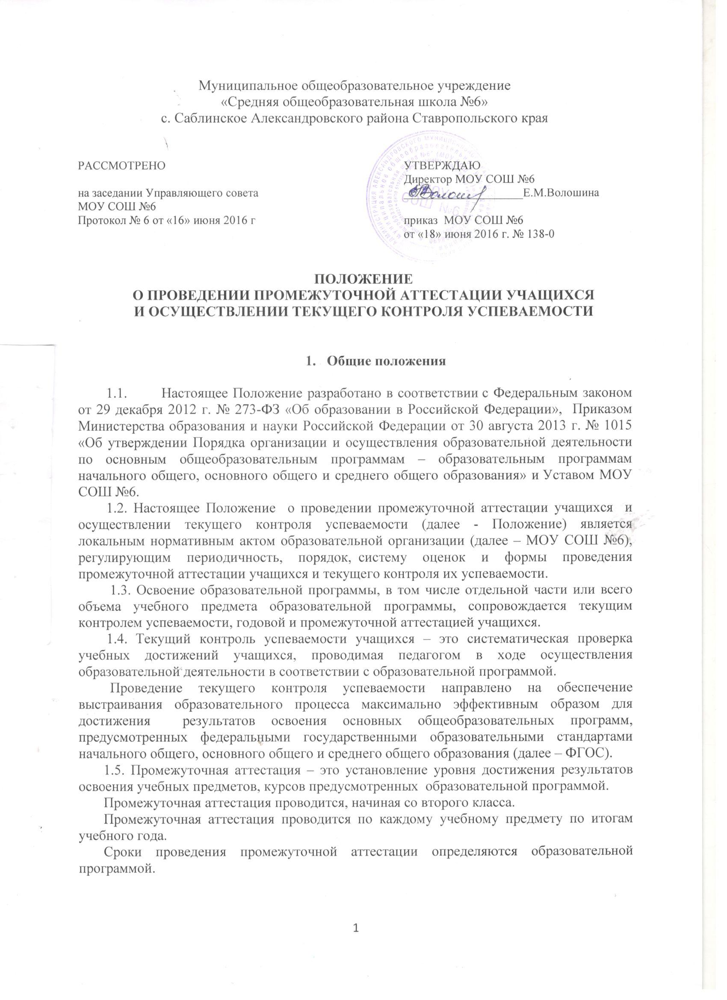 Муниципальное общеобразовательное учреждение
«Средняя общеобразовательная школа №6»
с. Саблинское Александровского района Ставропольского края
РАССМОТРЕНО
на заседании Управляющего совета
МОУ СОШ №6
Протокол № 6 от «16» июня 2016 г
УТВЕРЖДАЮ
Директор МОУ СОШ №6
Е.М.Волошина
приказ МОУ СОШ №6
от «18» июня 2016 г. № 138-0
СОШ №6
ПОЛОЖЕНИЕ
О ПРОВЕДЕНИИ ПРОМЕЖУТОЧНОЙ АТТЕСТАЦИИ УЧАЩИХСЯ
И ОСУЩЕСТВЛЕНИИ ТЕКУЩЕГО КОНТРОЛЯ УСПЕВАЕМОСТИ
1. Общие положения
1.1. Настоящее Положение разработано в соответствии с Федеральным законом
от 29 декабря 2012 г. № 273-ФЗ «Об образовании в Российской Федерации», Приказом
Министерства образования и науки Российской Федерации от 30 августа 2013 г. № 1015
«Об утверждении Порядка организации и осуществления образовательной деятельности
по основным общеобразовательным программам – образовательным программам
начального общего, основного общего и среднего общего образования» и Уставом МОУ
СОШ №6.
1.2. Настоящее Положение о проведении промежуточной аттестации учащихся и
осуществлении текущего контроля успеваемости (далее - Положение) является
локальным нормативным актом образовательной организации (далее – МОУ СОШ №6),
регулирующим периодичность, порядок, систему оценок и формы проведения
промежуточной аттестации учащихся и текущего контроля их успеваемости.
1.3. Освоение образовательной программы, в том числе отдельной части или всего
объема учебного предмета образовательной программы, сопровождается текущим
контролем успеваемости, годовой и промежуточной аттестацией учащихся.
1.4. Текущий контроль успеваемости учащихся – это систематическая проверка
учебных достижений учащихся, проводимая педагогом в ходе осуществления
образовательной деятельности в соответствии с образовательной программой.
Проведение текущего контроля успеваемости направлено на обеспечение
выстраивания образовательного процесса максимально эффективным образом для
достижения результатов освоения основных общеобразовательных программ,
предусмотренных федеральными государственными образовательными стандартами
начального общего, основного общего и среднего общего образования (далее – ФГОС).
1.5. Промежуточная аттестация – это установление уровня достижения результатов
освоения учебных предметов, курсов предусмотренных образовательной программой.
Промежуточная аттестация проводится, начиная со второго класса.
Промежуточная аттестация проводится по каждому учебному предмету по итогам
учебного года.
Сроки проведения промежуточной аттестации определяются образовательной
программой.
1